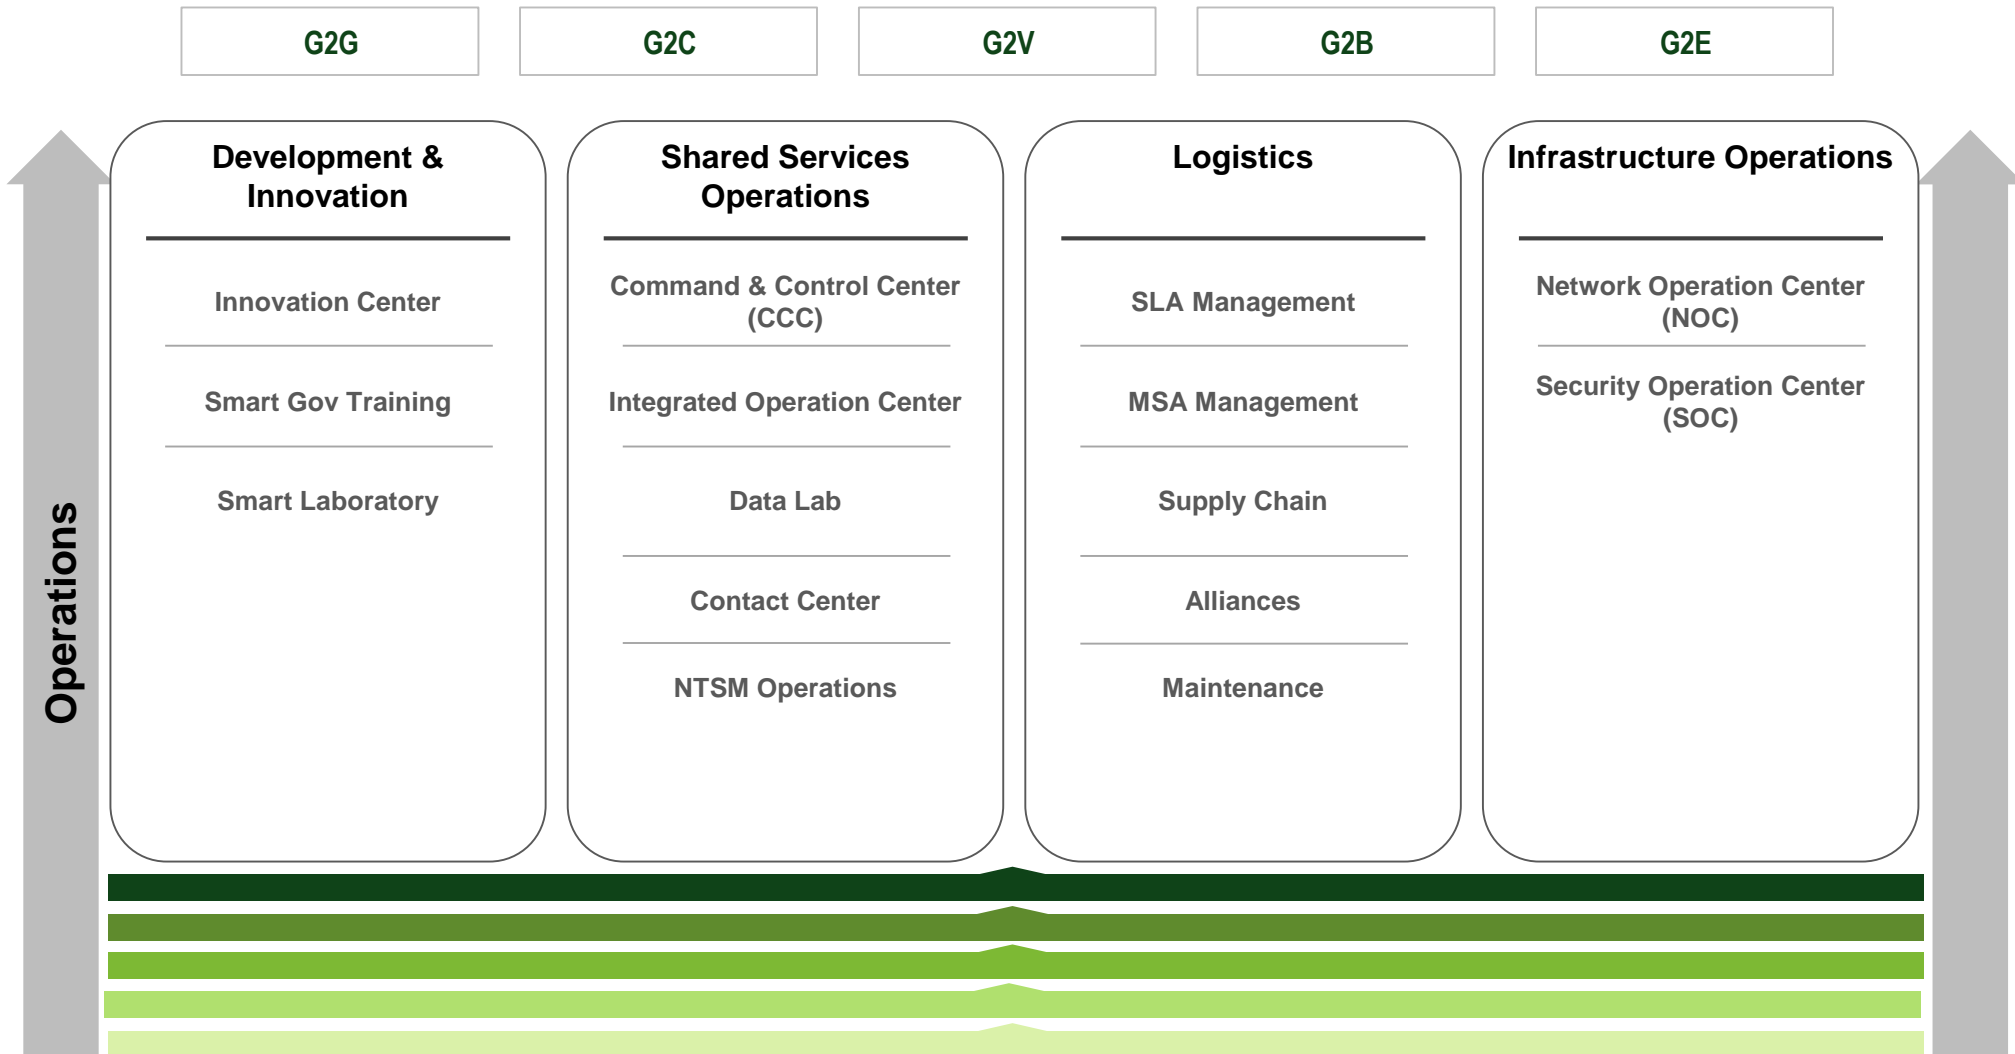 G2G
G2C
G2V
G2B
G2E
Operations
Development &
Innovation
Innovation Center
Smart Gov Training
Smart Laboratory
Shared Services
Operations
Command & Control Center
(CCC)
Integrated Operation Center
Data Lab
Contact Center
NTSM Operations
Logistics
SLA Management
MSA Management
Supply Chain
Alliances
Maintenance
Infrastructure Operations
Network Operation Center
(NOC)
Security Operation Center
(SOC)